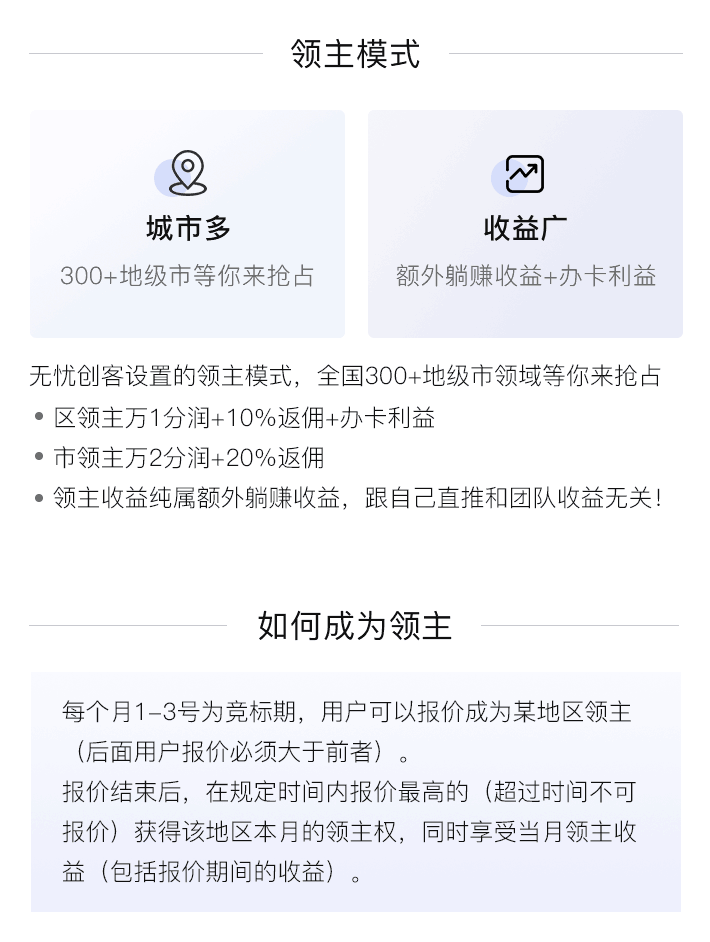 领主模式
城市多
300+地级市等你来抢占
收益广
额外躺赚收益+办卡利益
无忧创客设置的领主模式，全国300+地级市领域等你来抢占
• 区领主万1分润+10%返佣+办卡利益
• 市领主万2分润+20%返佣
• 领主收益纯属额外躺赚收益，跟自己直推和团队收益无关！
如何成为领主
每个月1-3号为竞标期，用户可以报价成为某地区领主
（后面用户报价必须大于前者）。
报价结束后，在规定时间内报价最高的（超过时间不可
报价）获得该地区本月的领主权，同时享受当月领主收
益（包括报价期间的收益）。